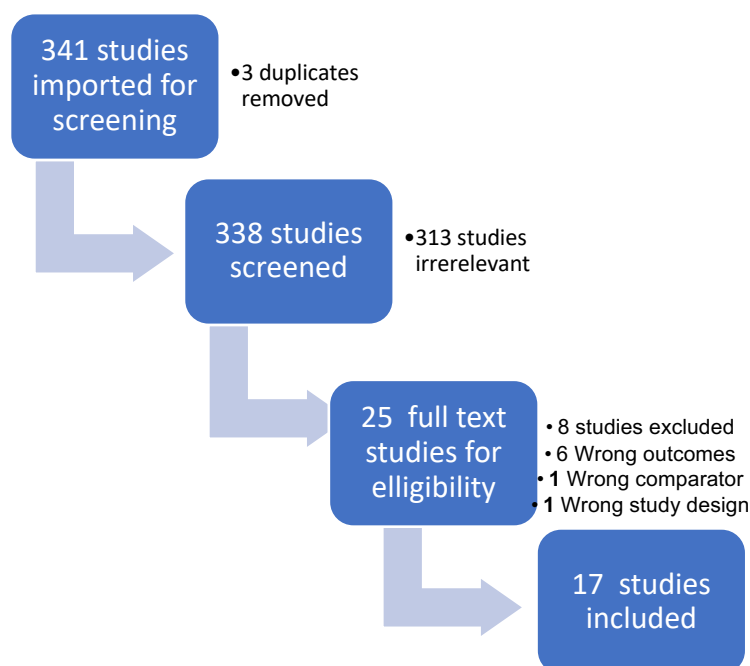 341 studies
imported for
screening
•3 duplicates
removed
338 studies
screened
•313 studies
irrerelevant
25 full text
studies for
elligibility
• 8 studies excluded
• 6 Wrong outcomes
• 1 Wrong comparator
• 1 Wrong study design
17 studies
included